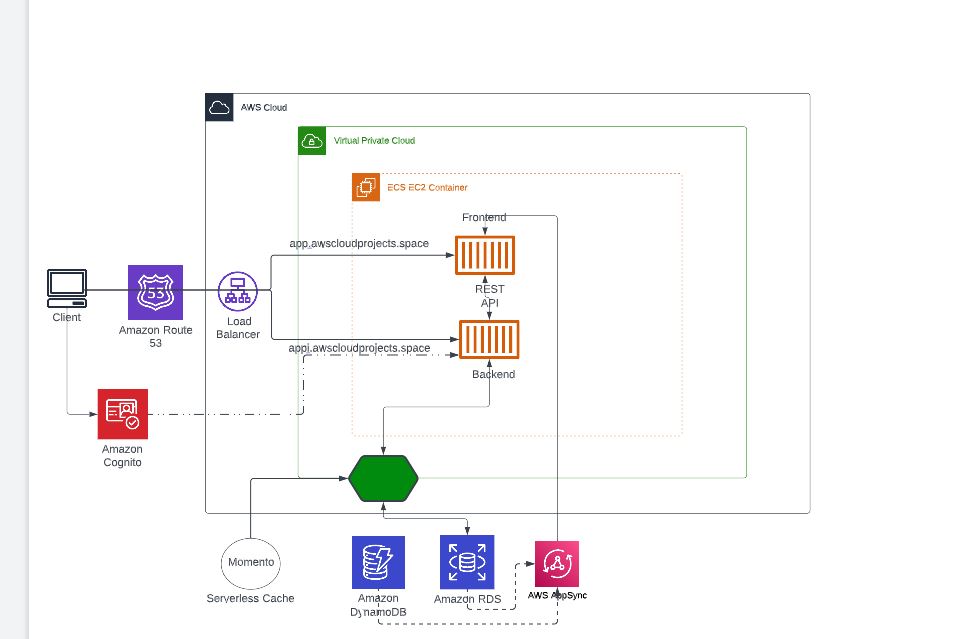 AWS Cloud
Virtual Private Cloud
ECS EC2 Container
Frontend
app.awscloudprojects.space
REST
API
53
Client
Amazon Route
53
Load
Balancer
appi.awscloudprojects.space
Backend
Amazon
Cognito
Momento
Serverless Cache
Amazon
DynamoDB
Amazon RDS
AWS AppSync